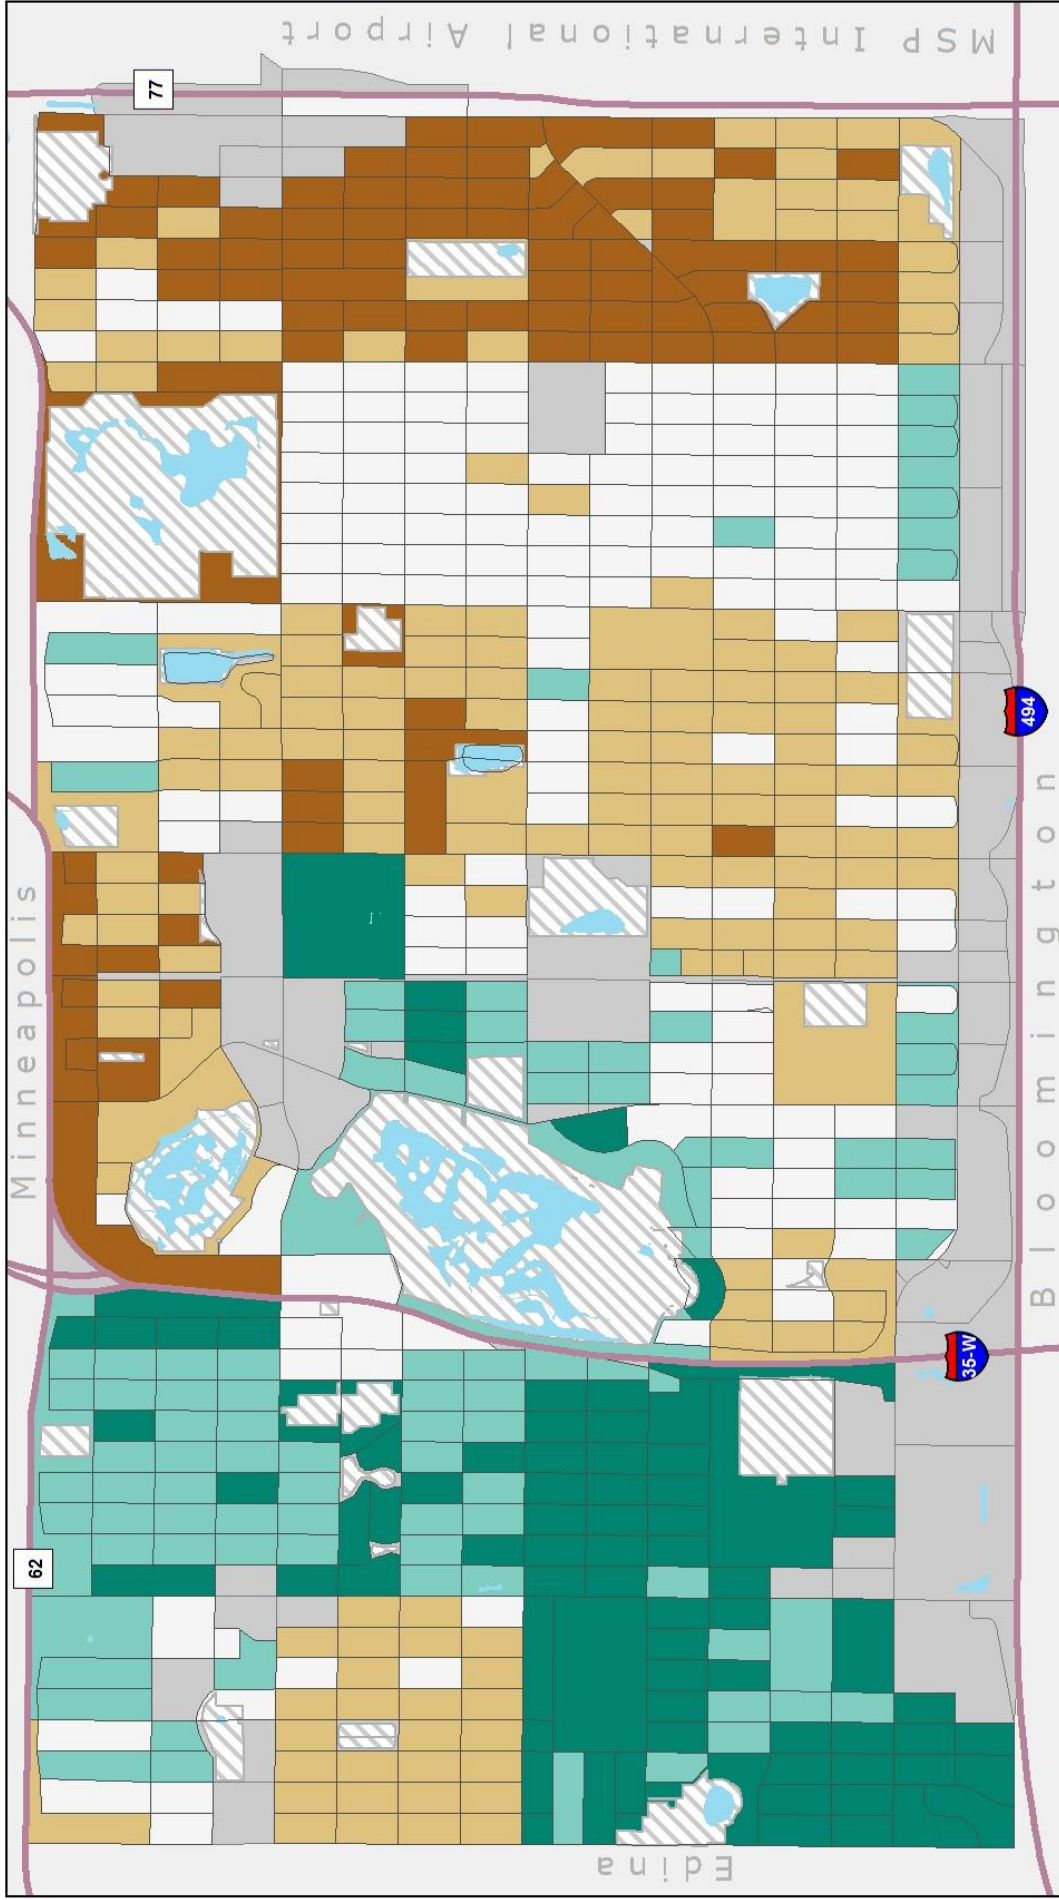 MSP International Airport
77
Minneapolis
494
Bloomington
35-W
62
Edina